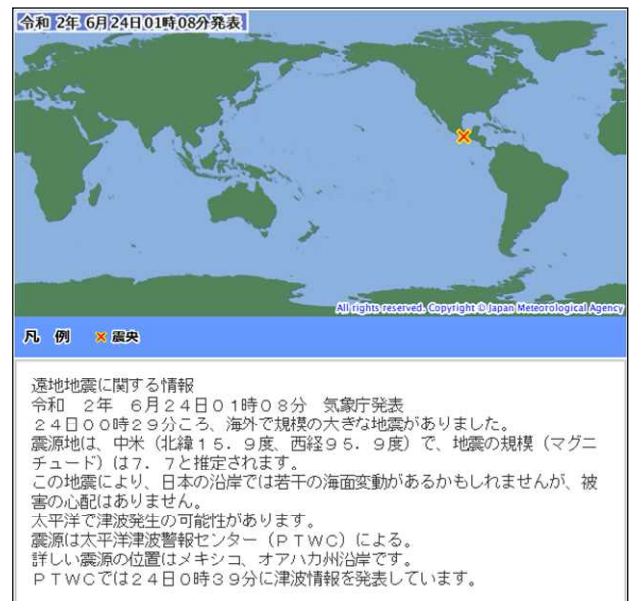 令和 2年 6月24日01時08分発表
All rights reserved. Copyright © Japan Meteorological Agency
凡 例 震央
遠地地震に関する情報
令和 2年 6月24日01時08分 気象庁発表
24日00時29分ころ、海外で規模の大きな地震がありました。
震源地は、中米(北緯15.9度、西経95.9度)で、地震の規模(マグニ
チュード)は7.7と推定されます。
この地震により、日本の沿岸では若干の海面変動があるかもしれませんが、被
害の心配はありません。
太平洋で津波発生の可能性があります。
震源は太平洋津波警報センター(PTWC)による。
詳しい震源の位置はメキシコ、オアハカ州沿岸です。
PTWCでは24日0時39分に津波情報を発表しています。